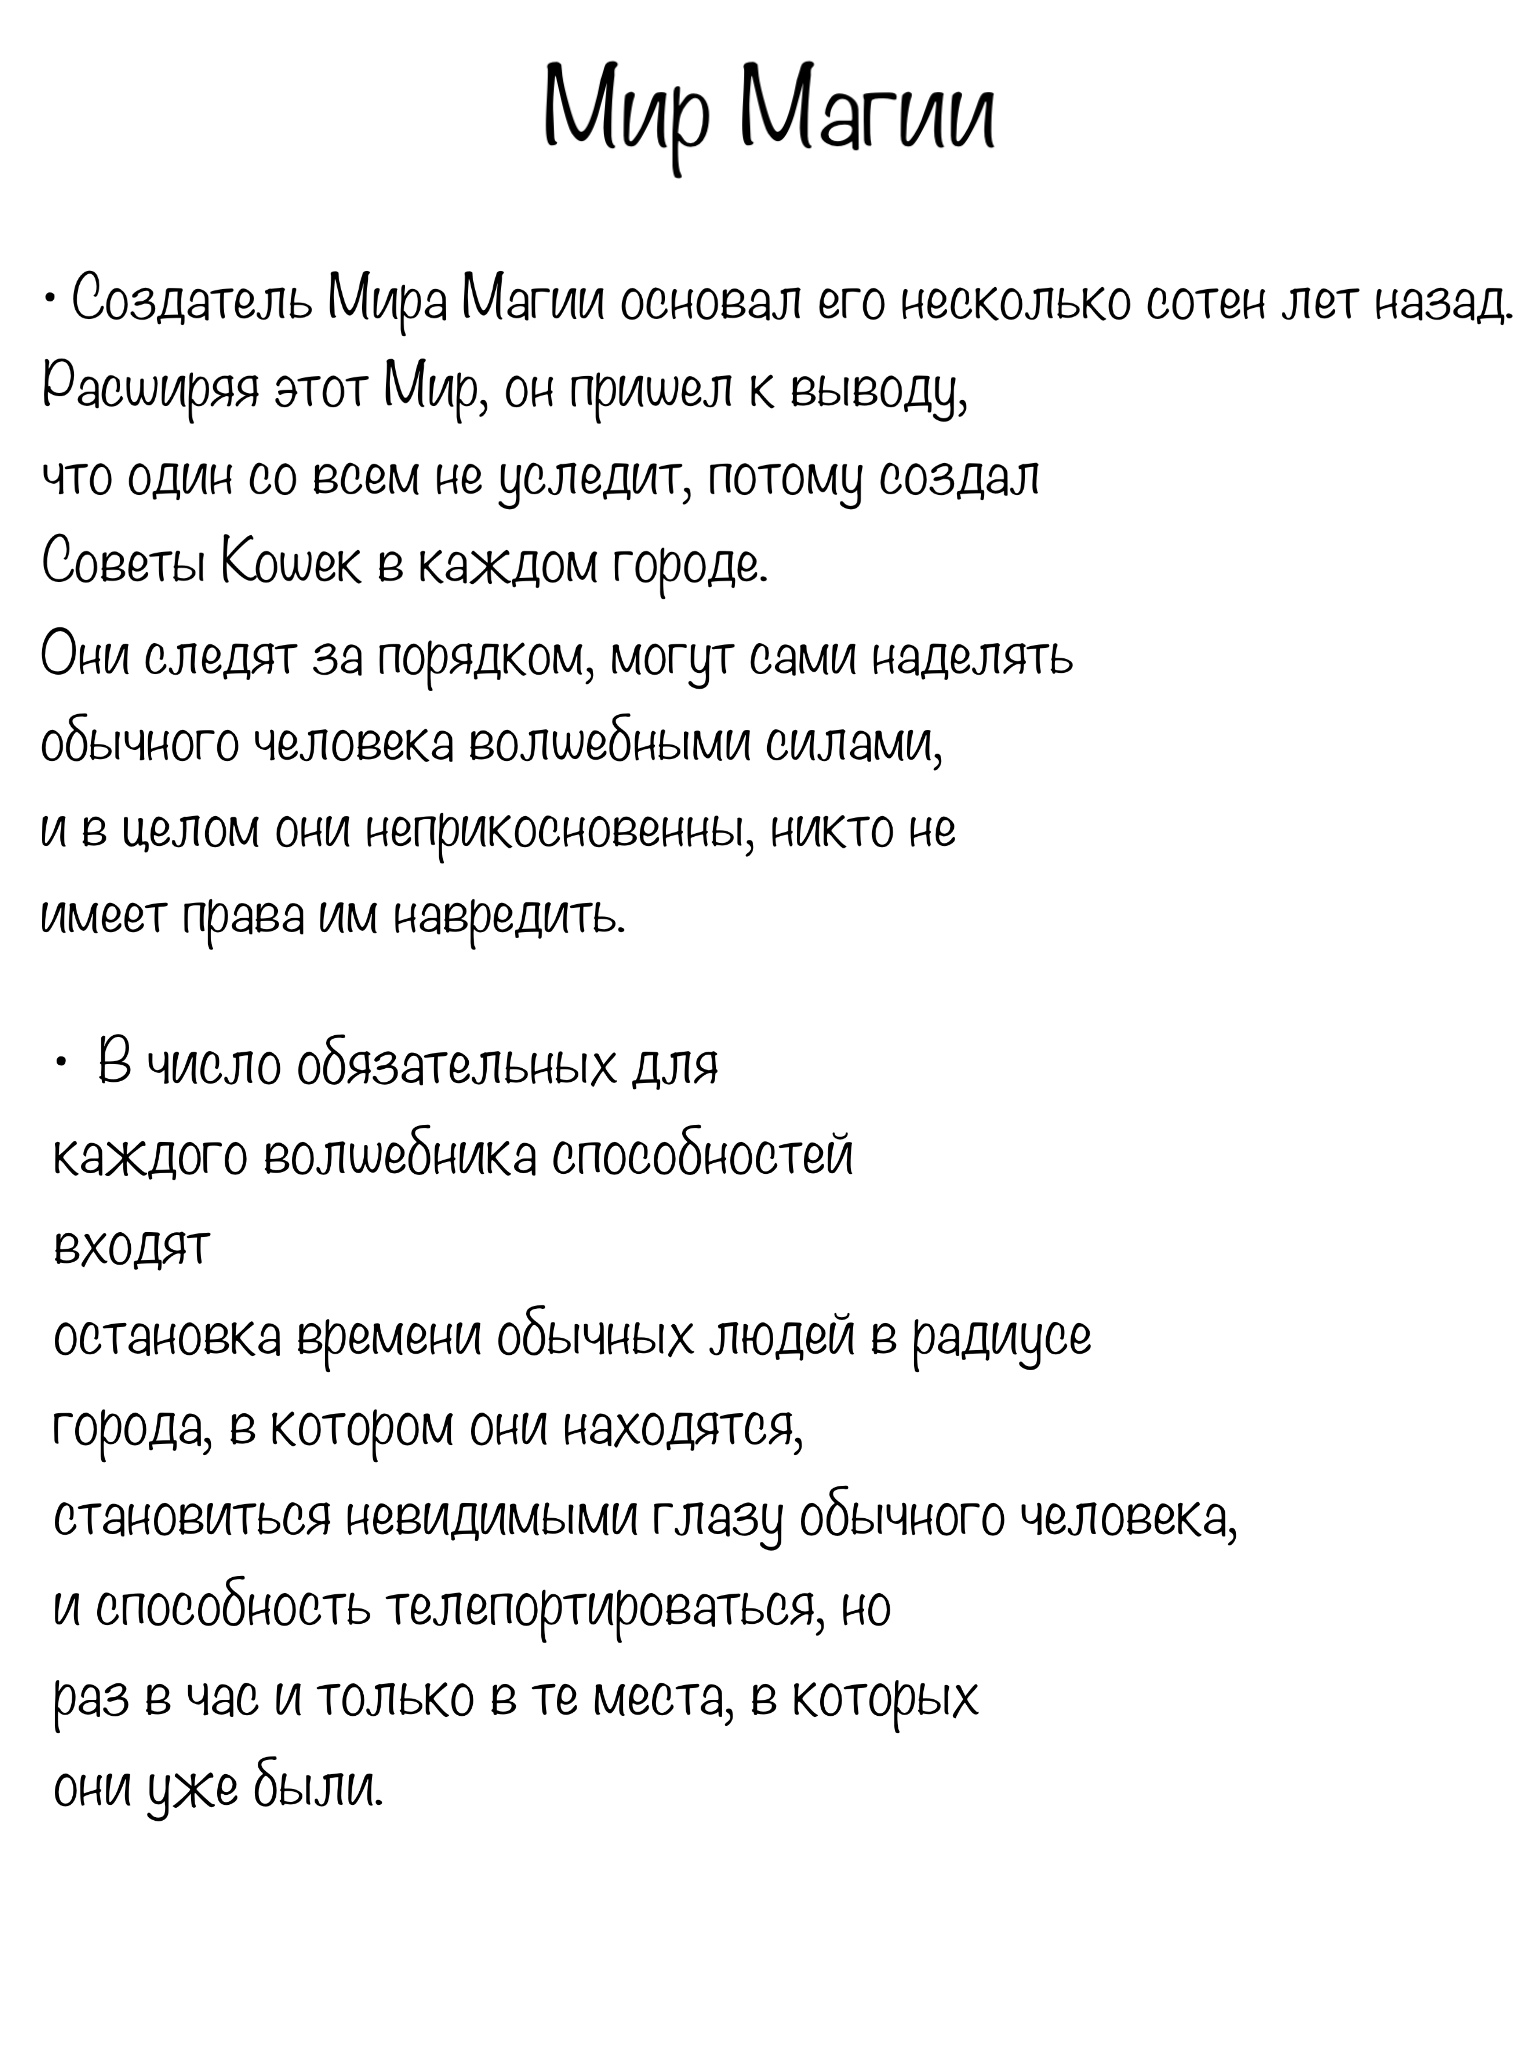 Мир Магии
• Создатель Мира Магии основал его несколько сотен лет назад.
Расширяя этот Мир, он пришел к выводу,
что один со всем не уследит, потому создал
Советы Кошек в каждом городе.
Они следят за порядком, могут сами наделять
обычного человека волшебными силами,
и в целом они неприкосновенны, никто не
имеет права им навредить.
• В число обязательных для
каждого волшебника способностей
входят
остановка времени обычных людей в радиусе
города, в котором они находятся,
становиться невидимыми глазу обычного человека,
и способность телепортироваться, но
раз в час и только в те места, в которых
они уже были.